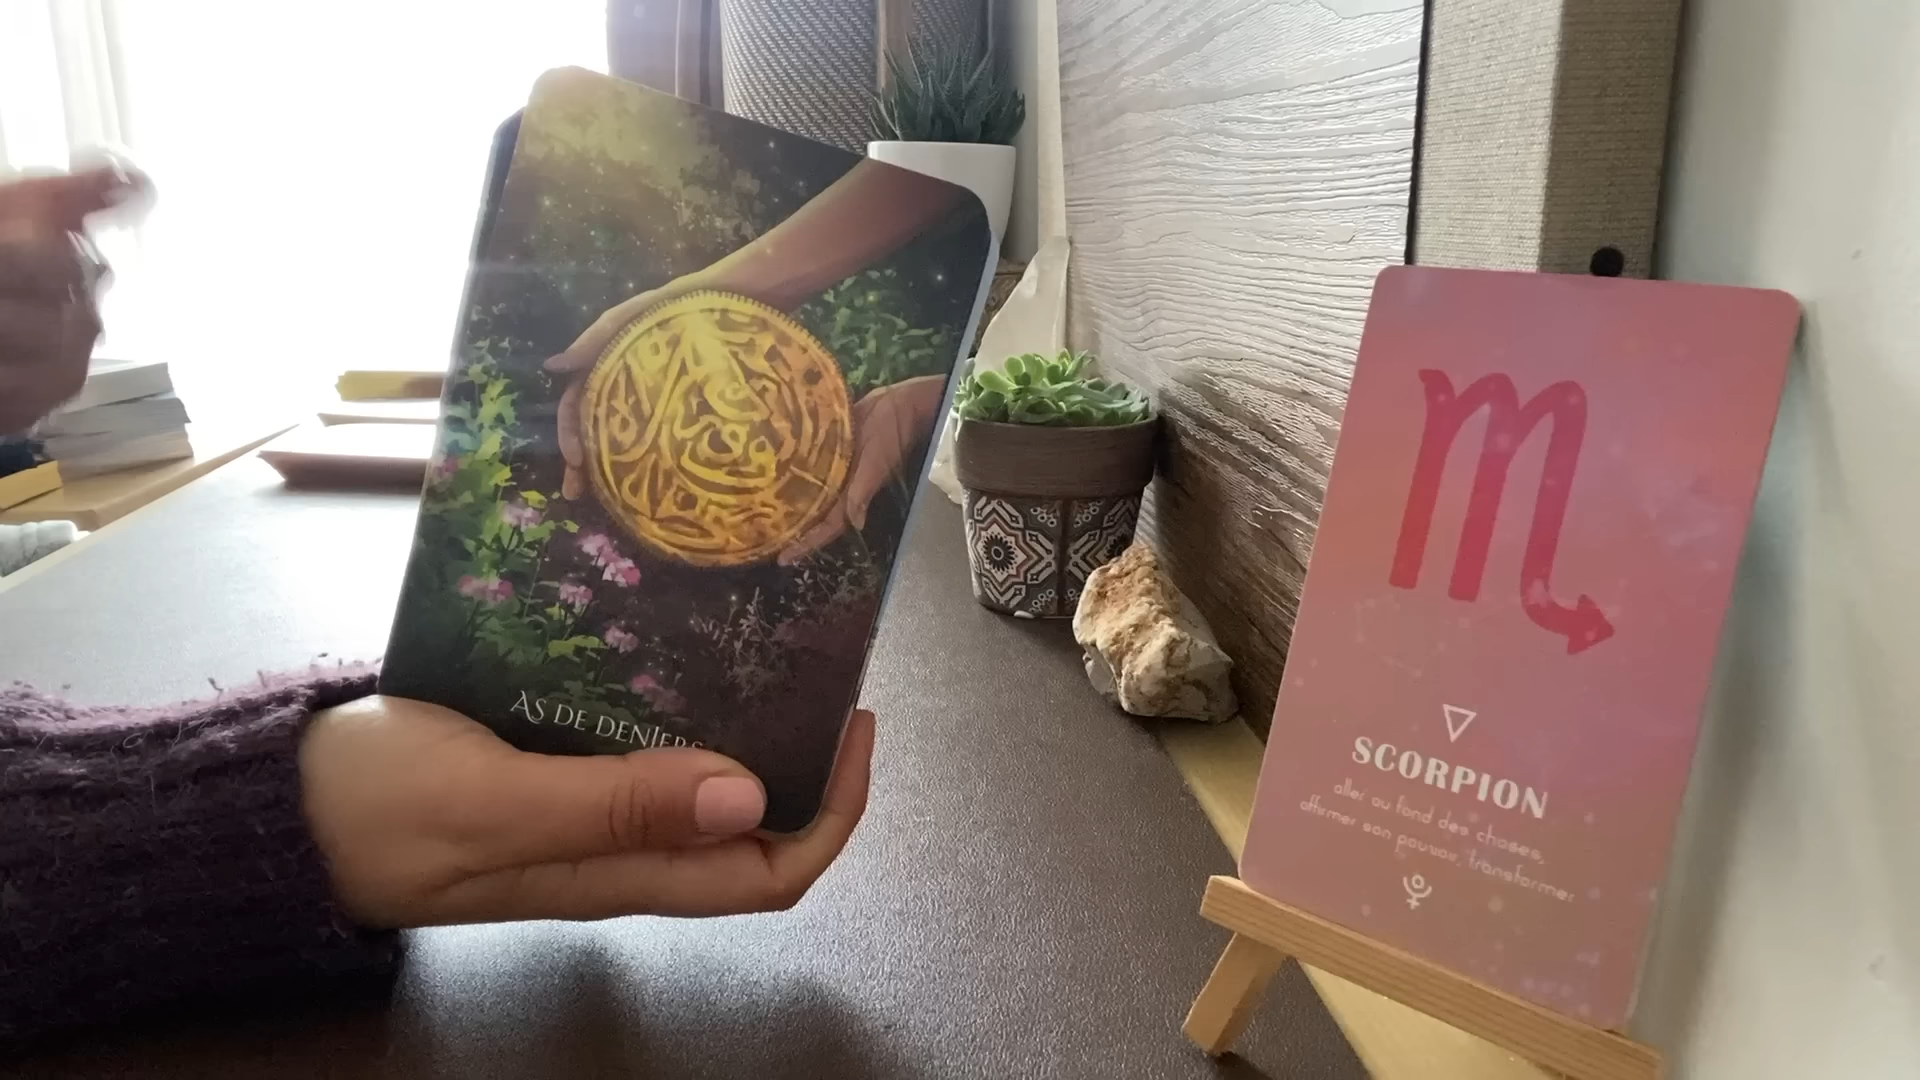 AS DE DENIERS
SCORPION
aller au fond des choses,
affirmer son pouvoir, transformer